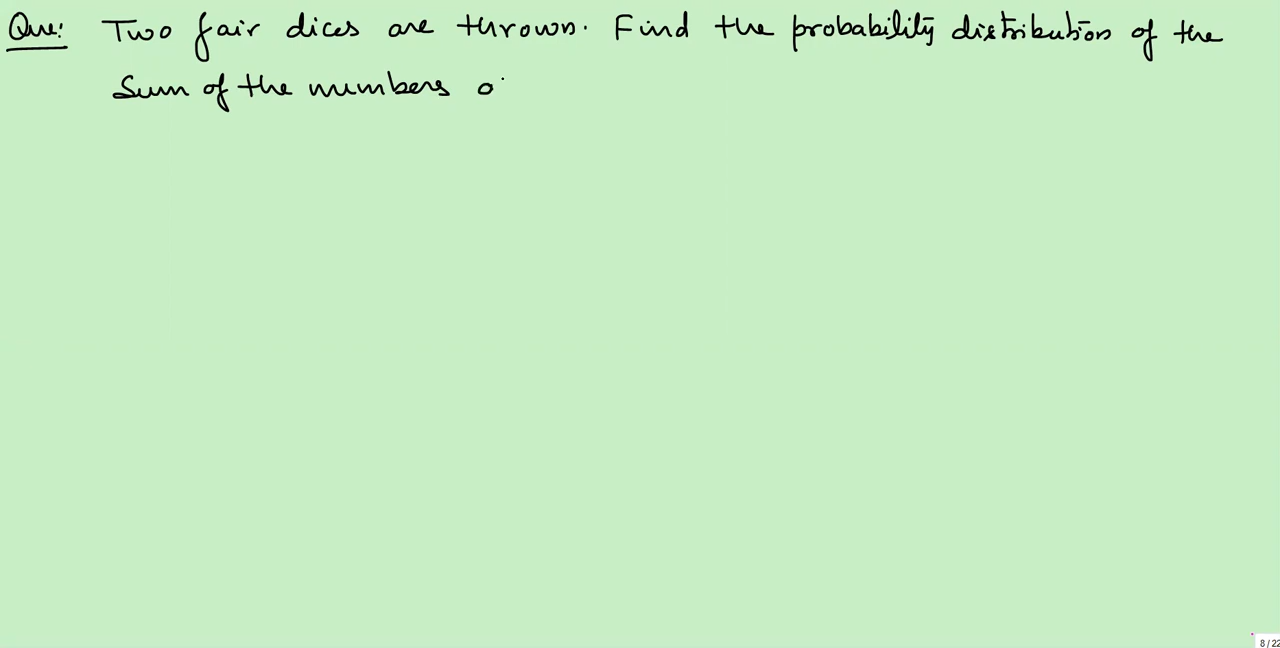 Que: Two fair dices are thrown. Find the probability distribution of the
Sum of the numbers o
8 / 22